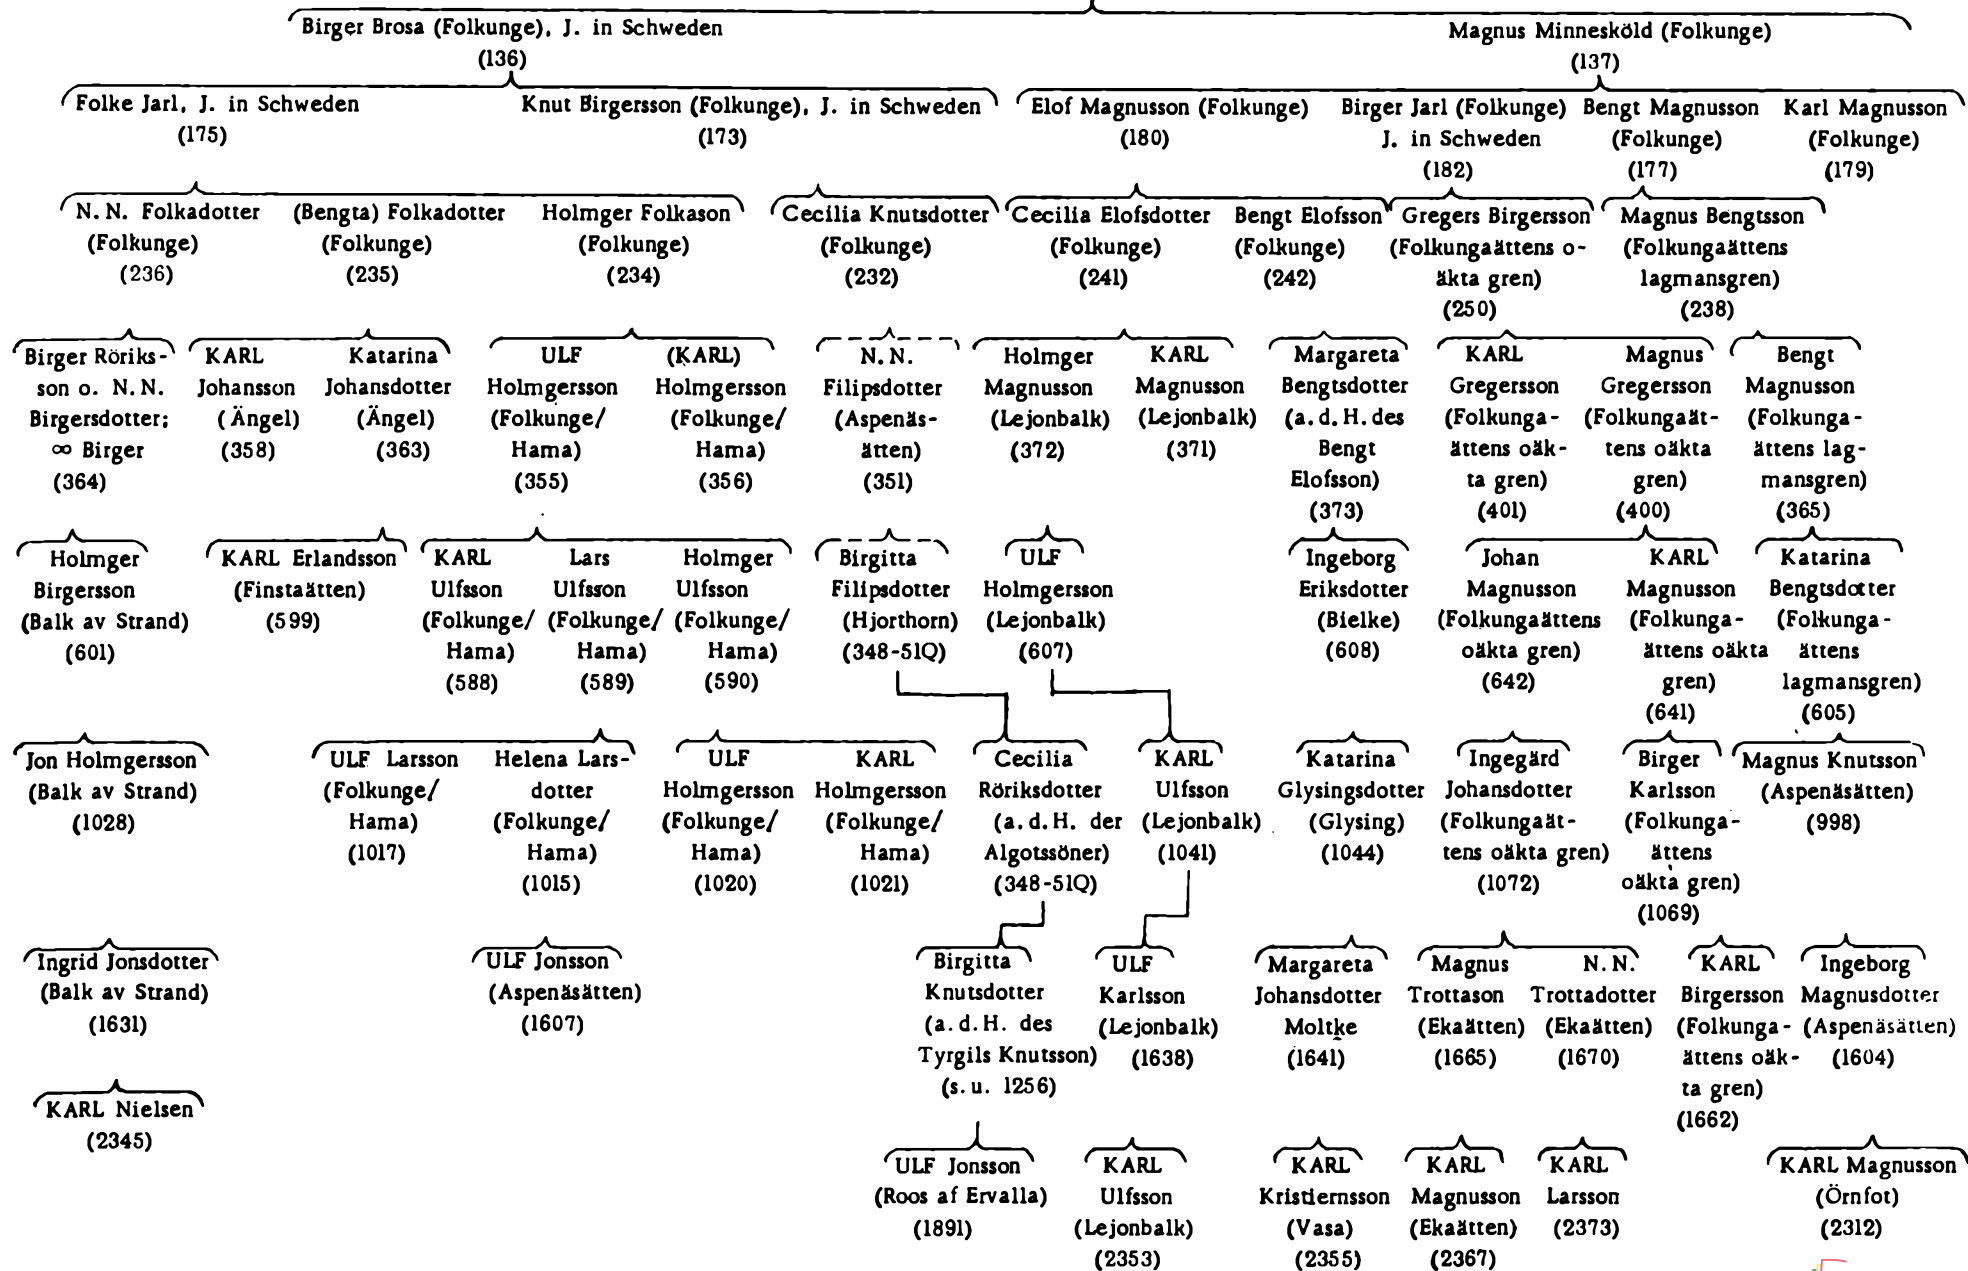 Birger Brosa (Folkunge), J. in Schweden
(136)
Magnus Minnesköld (Folkunge)
(137)
Folke Jarl, J. in Schweden
(175)
Knut Birgersson (Folkunge), J. in Schweden
(173)
Elof Magnusson (Folkunge)
(180)
Birger Jarl (Folkunge)
J. in Schweden
(182)
Bengt Magnusson
(Folkunge)
(177)
Karl Magnusson
(Folkunge)
(179)
N. N. Folkadotter
(Folkunge)
(236)
(Bengta) Folkadotter
(Folkunge)
(235)
Holmger Folkason
(Folkunge)
(234)
Cecilia Knutsdotter
(Folkunge)
(232)
Cecilia Elofsdotter
(Folkunge)
(241)
Bengt Elofsson
(Folkunge)
(242)
Gregers Birgersson
(Folkungaättens o-
äkta gren)
(250)
Magnus Bengtsson
(Folkungaättens
lagmansgren)
(238)
Birger Röriks-
son o. N. N.
Birgersdotter;
∞ Birger
(364)
KARL
Johansson
(Ängel)
(358)
Katarina
Johansdotter
(Ängel)
(363)
ULF
Holmgersson
(Folkunge/
Hama)
(355)
(KARL)
Holmgersson
(Folkunge/
Hama)
(356)
N. N.
Filipsdotter
(Aspenäs-
ätten)
(351)
Holmger
Magnusson
(Lejonbalk)
(372)
KARL
Magnusson
(Lejonbalk)
(371)
Margareta
Bengtsdotter
(a. d. H. des
Bengt
Elofsson)
(373)
KARL
Gregersson
(Folkunga-
ättens oäk-
ta gren)
(401)
Magnus
Gregersson
(Folkungaät-
tens oäkta
gren)
(400)
Bengt
Magnusson
(Folkunga-
ättens lag-
mansgren)
(365)
Holmger
Birgersson
(Balk av Strand)
(601)
KARL Erlandsson
(Finstaätten)
(599)
KARL
Ulfsson
(Folkunge/
Hama)
(588)
Lars
Ulfsson
(Folkunge/
Hama)
(589)
Holmger
Ulfsson
(Folkunge/
Hama)
(590)
Birgitta
Filipsdotter
(Hjorthorn)
(348-51Q)
ULF
Holmgersson
(Lejonbalk)
(607)
Ingeborg
Eriksdotter
(Bielke)
(608)
Johan
Magnusson
(Folkungaättens
oäkta gren)
(642)
KARL
Magnusson
(Folkunga-
ättens oäkta
gren)
(641)
Katarina
Bengtsdotter
(Folkunga-
ättens
lagmansgren)
(605)
Jon Holmgersson
(Balk av Strand)
(1028)
ULF Larsson
(Folkunge/
Hama)
(1017)
Helena Lars-
dotter
(Folkunge/
Hama)
(1015)
ULF
Holmgersson
(Folkunge/
Hama)
(1020)
KARL
Holmgersson
(Folkunge/
Hama)
(1021)
Cecilia
Röriksdotter
(a. d. H. der
Algotssöner)
(348-51Q)
KARL
Ulfsson
(Lejonbalk)
(1041)
Katarina
Glysingsdotter
(Glysing)
(1044)
Ingegärd
Johansdotter
(Folkungaät-
tens oäkta gren)
(1072)
Birger
Karlsson
(Folkunga-
ättens
oäkta gren)
(1069)
Magnus Knutsson
(Aspenäsätten)
(998)
Ingrid Jonsdotter
(Balk av Strand)
(1631)
ULF Jonsson
(Aspenäsätten)
(1607)
Birgitta
Knutsdotter
(a. d. H. des
Tyrgils Knutsson)
(s. u. 1256)
ULF
Karlsson
(Lejonbalk)
(1638)
Margareta
Johansdotter
Moltke
(1641)
Magnus
Trottason
(Ekaätten)
(1665)
N. N.
Trottadotter
(Ekaätten)
(1670)
KARL
Birgersson
(Folkunga-
ättens oäk-
ta gren)
(1662)
Ingeborg
Magnusdotter
(Aspenäsätten)
(1604)
KARL Nielsen
(2345)
ULF Jonsson
(Roos af Ervalla)
(1891)
KARL
Ulfsson
(Lejonbalk)
(2353)
KARL
Kristiernsson
(Vasa)
(2355)
KARL
Magnusson
(Ekaätten)
(2367)
KARL
Larsson
(2373)
KARL Magnusson
(Örnfot)
(2312)